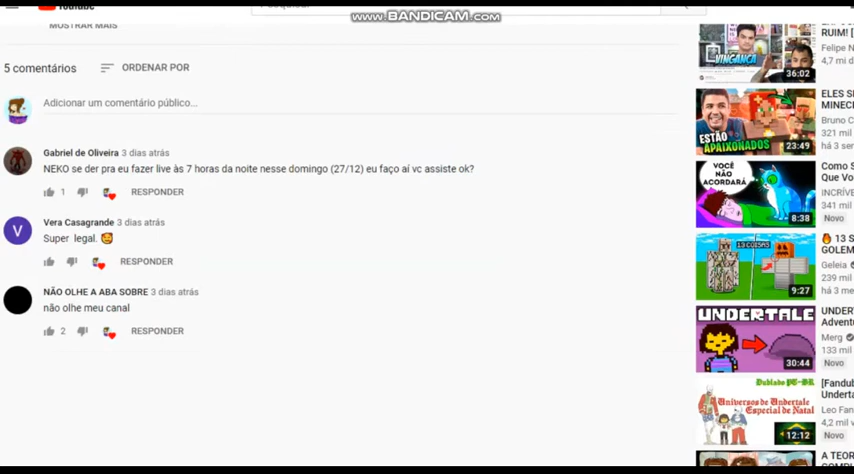 www.BANDICAM.com
YouTube
MOSTRAR MAIS
5 comentários
ORDENAR POR
Adicionar um comentário público...
Gabriel de Oliveira 3 dias atrás
NEKO se der pra eu fazer live às 7 horas da noite nesse domingo (27/12) eu faço aí vc assiste ok?
1 RESPONDER
V
Vera Casagrande 3 dias atrás
Super legal. 🥰
RESPONDER
NÃO OLHE A ABA SOBRE 3 dias atrás
não olhe meu canal
2 RESPONDER
VINGANÇA
36:02
RUIM! [
Felipe N
4,7 mi d
ESTÃO
APAIXONADOS
23:49
ELES S
MINEC
Bruno C
321 mil
há 3 se
VOCÊ
NÃO
ACORDARÁ
8:38
Como S
Que Vo
INCRÍVE
341 mil
Novo
13 COISAS
9:27
🔥 13 S
GOLEM
Geleia
239 mil
há 3 me
UNDERTALE
30:44
UNDER
Advent
Merg
133 mil
Novo
Dublado PT-BR
Universos de Undertale
Especial de Natal
12:12
[Fandub
Underta
Leo Fan
4,2 mil v
Novo
A TEOR